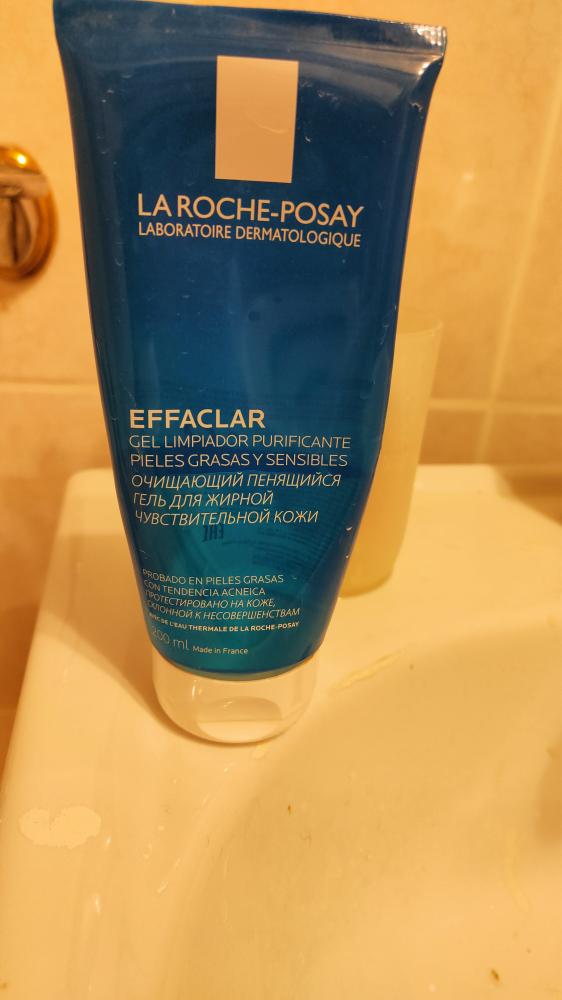 LA ROCHE-POSAY
LABORATOIRE DERMATOLOGIQUE
EFFACLAR
GEL LIMPIADOR PURIFICANTE
PIELES GRASAS Y SENSIBLES
ОЧИЩАЮЩИЙ ПЕНЯЩИЙСЯ
ГЕЛЬ ДЛЯ ЖИРНОЙ
ЧУВСТВИТЕЛЬНОЙ КОЖИ
PROBADO EN PIELES GRASAS
CON TENDENCIA ACNEICA
ПРОТЕСТИРОВАНО НА КОЖЕ,
СКЛОННОЙ К НЕСОВЕРШЕНСТВАМ
AVEC DE L'EAU THERMALE DE LA ROCHE-POSAY
200 ml Made in France